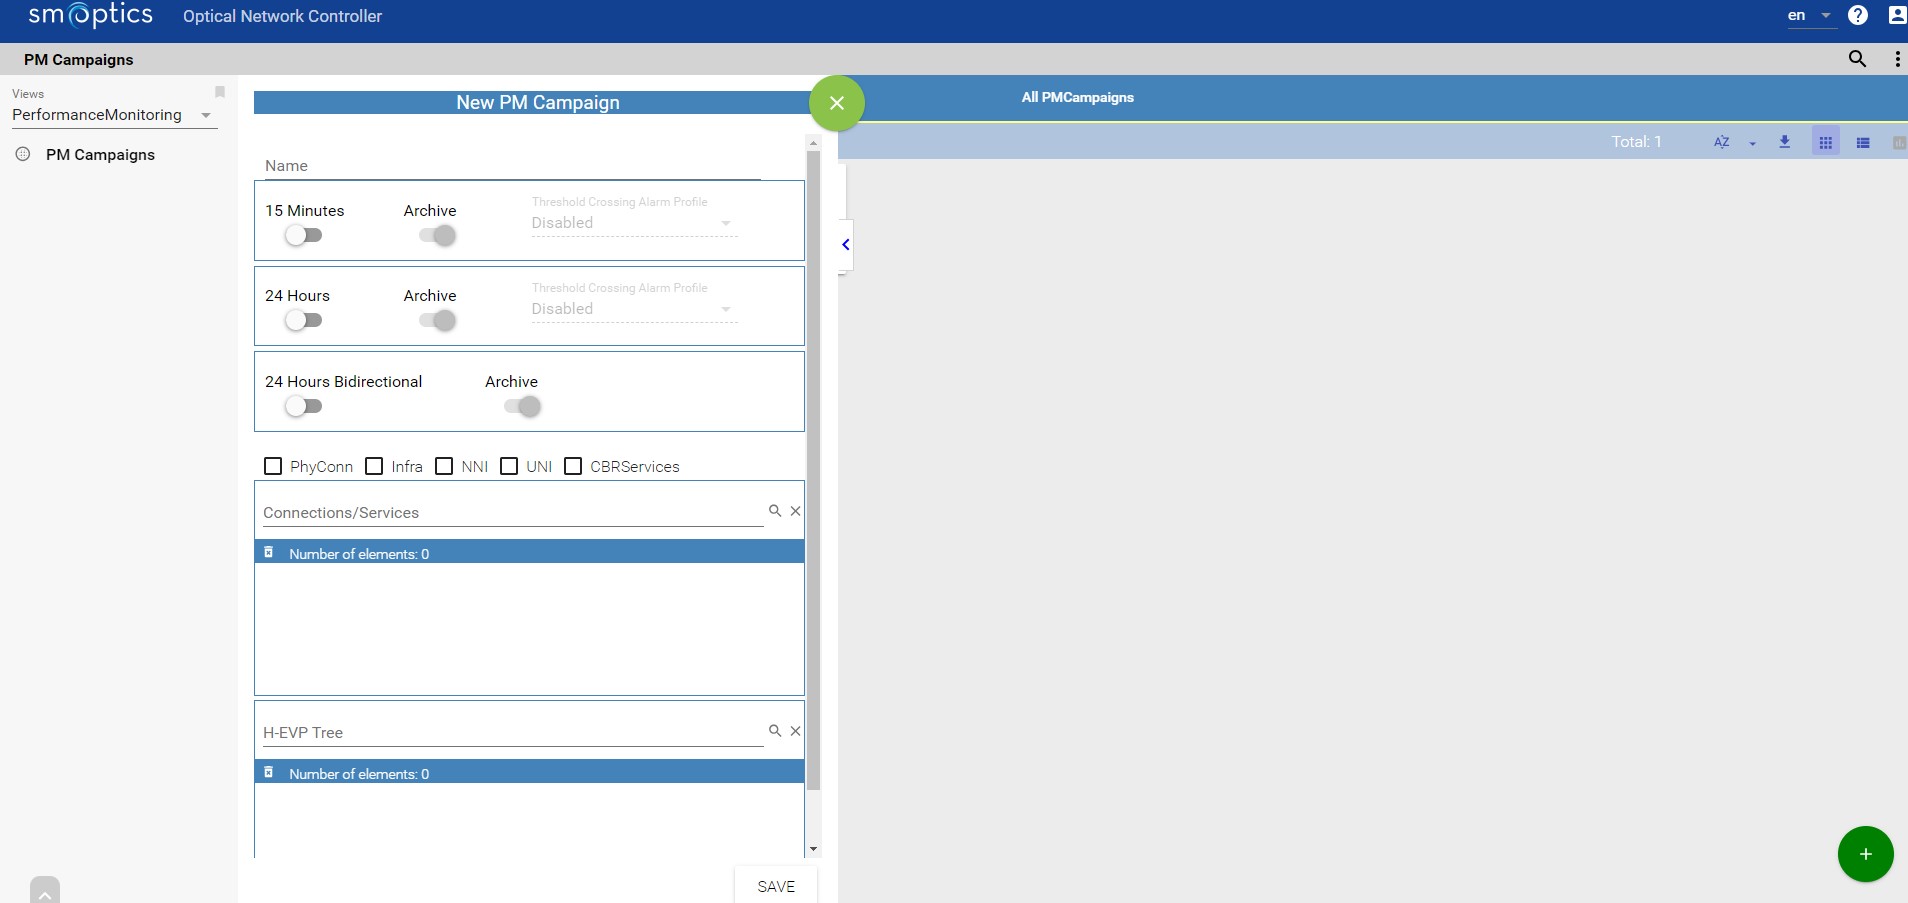 smoptics
Optical Network Controller
en
PM Campaigns
Views
PerformanceMonitoring
PM Campaigns
New PM Campaign
Name
15 Minutes
Archive
Threshold Crossing Alarm Profile
Disabled
24 Hours
Archive
Threshold Crossing Alarm Profile
Disabled
24 Hours Bidirectional
Archive
PhyConn
Infra
NNI
UNI
CBRServices
Connections/Services
Number of elements: 0
H-EVP Tree
Number of elements: 0
SAVE
All PMCampaigns
Total: 1
AZ